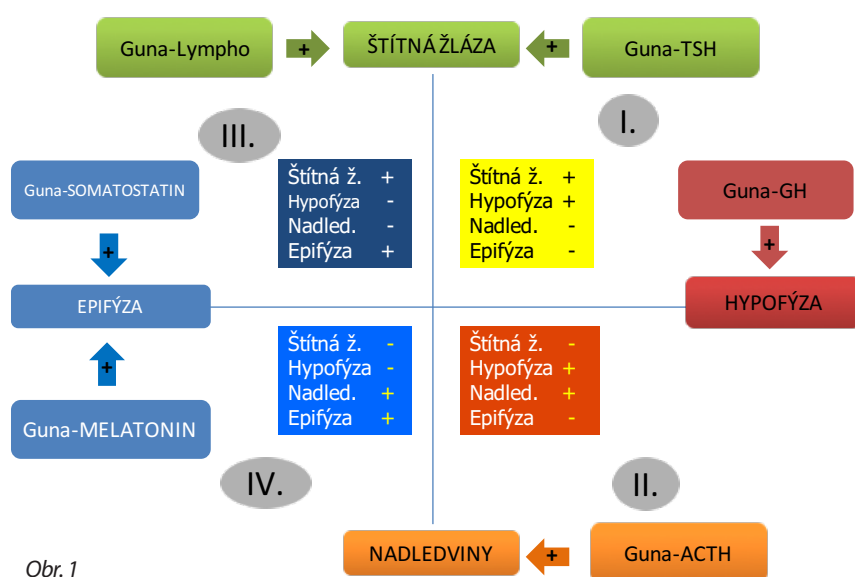 Guna-Lympho + ŠTÍTNÁ ŽLÁZA + Guna-TSH
III. I.
Štítná ž. +
Hypofýza -
Nadled. -
Epifýza +
Štítná ž. +
Hypofýza +
Nadled. -
Epifýza -
Guna-SOMATOSTATIN
+
EPIFÝZA
+
Guna-MELATONIN
Guna-GH
+
HYPOFÝZA
Štítná ž. -
Hypofýza -
Nadled. +
Epifýza +
Štítná ž. -
Hypofýza +
Nadled. +
Epifýza -
IV. II.
NADLEDVINY + Guna-ACTH
Obr. 1